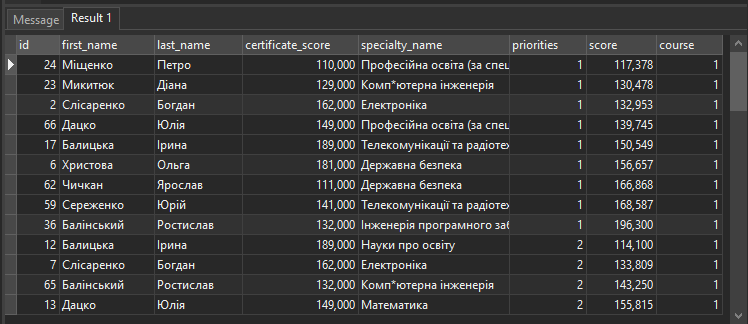 Message Result 1
id first_name last_name certificate_score specialty_name priorities score course
24 Міщенко Петро 110,000 Професійна освіта (за спец 1 117,378 1
23 Микитюк Діана 129,000 Комп*ютерна інженерія 1 130,478 1
2 Слісаренко Богдан 162,000 Електроніка 1 132,953 1
66 Дацко Юлія 149,000 Професійна освіта (за спец 1 139,745 1
17 Балицька Ірина 189,000 Телекомунікації та радіотех 1 150,549 1
6 Христова Ольга 181,000 Державна безпека 1 156,657 1
62 Чичкан Ярослав 111,000 Державна безпека 1 166,868 1
59 Сереженко Юрій 141,000 Телекомунікації та радіотех 1 168,587 1
36 Балінський Ростислав 132,000 Інженерія програмного заб 1 196,300 1
12 Балицька Ірина 189,000 Науки про освіту 2 114,100 1
7 Слісаренко Богдан 162,000 Електроніка 2 133,809 1
65 Балінський Ростислав 132,000 Комп*ютерна інженерія 2 143,250 1
13 Дацко Юлія 149,000 Математика 2 155,815 1